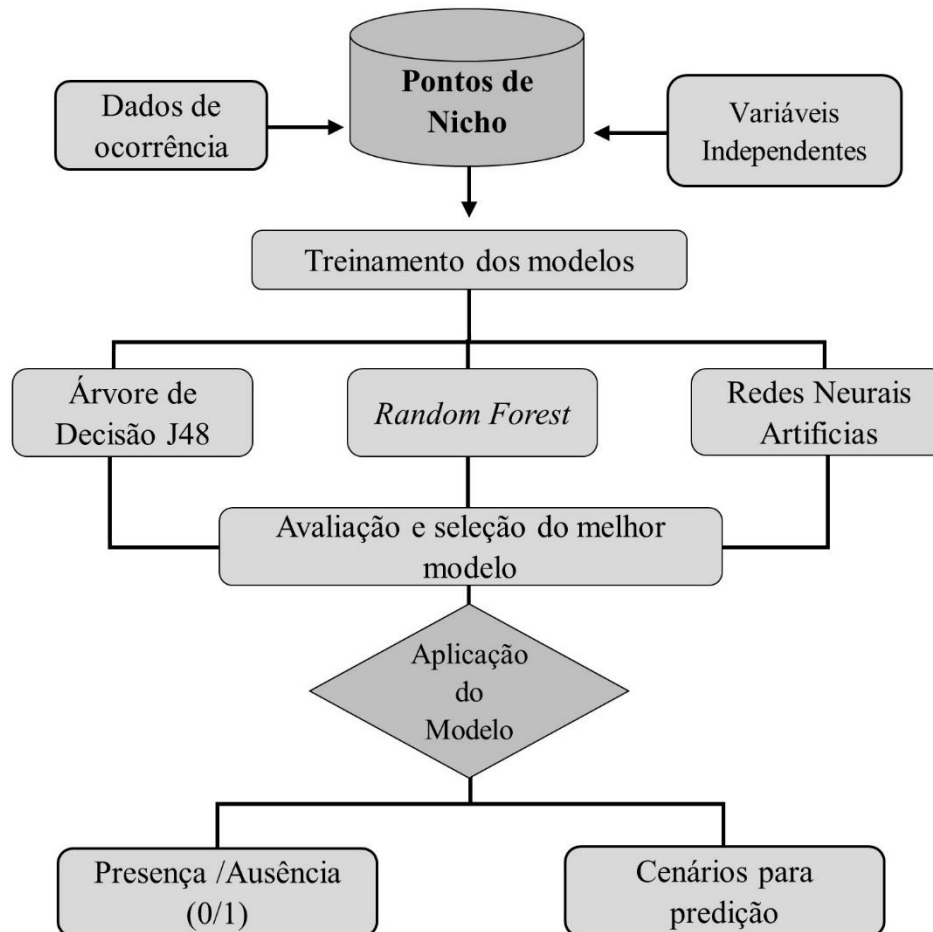 Pontos de
Nicho
Dados de
ocorrência
Variáveis
Independentes
Treinamento dos modelos
Árvore de
Decisão J48
Random Forest
Redes Neurais
Artificias
Avaliação e seleção do melhor
modelo
Aplicação
do
Modelo
Presença /Ausência
(0/1)
Cenários para
predição